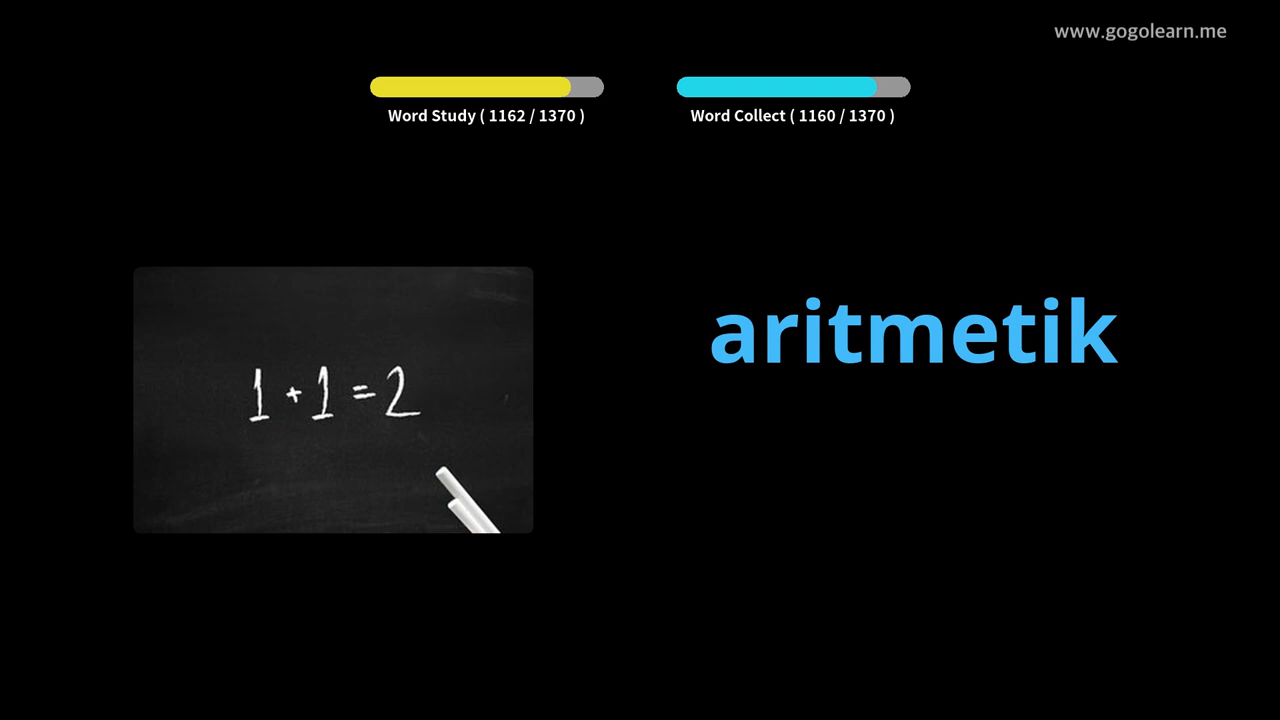 www.gogolearn.me
Word Study ( 1162 / 1370 )
Word Collect ( 1160 / 1370 )
aritmetik
1 + 1 = 2